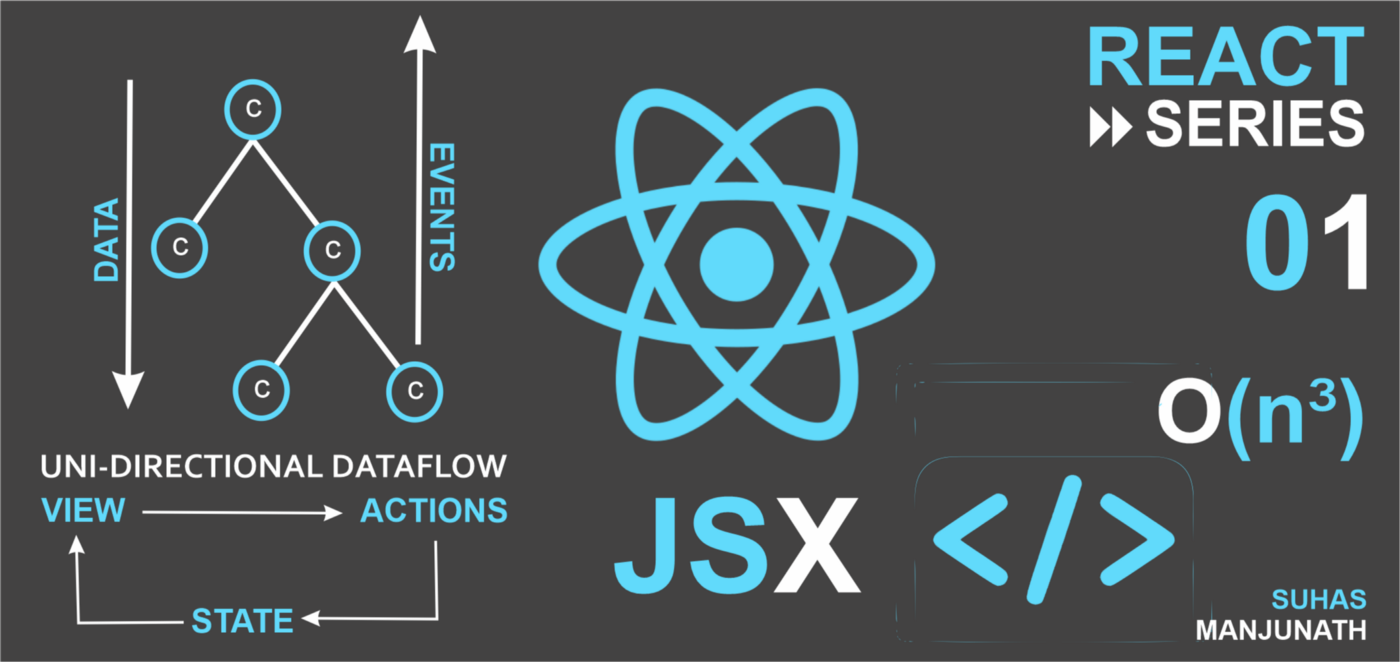 C
C
C
C
C
DATA
EVENTS
UNI-DIRECTIONAL DATAFLOW
VIEW
ACTIONS
STATE
JSX
</>
REACT
SERIES
01
O(n³)
SUHAS
MANJUNATH